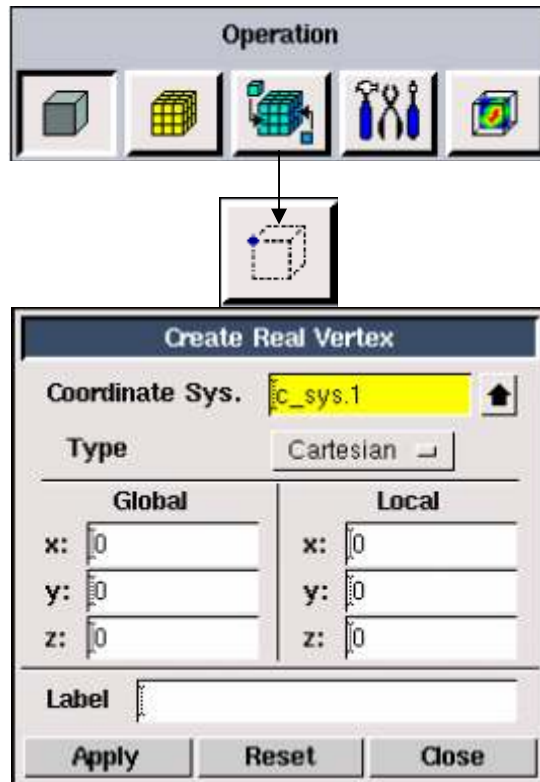 Operation
Create Real Vertex
Coordinate Sys. c_sys.1
Type Cartesian
Global Local
x: 0 x: 0
y: 0 y: 0
z: 0 z: 0
Label
Apply Reset Close